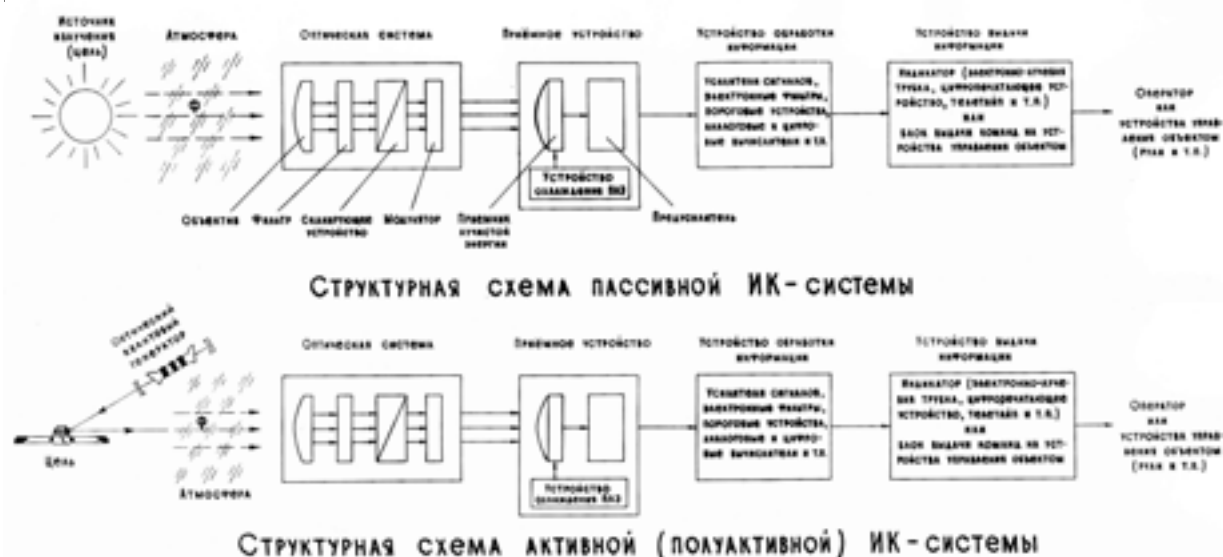 Источник
излучения
(цель)
Атмосфера
Оптическая система
Приёмное устройство
Устройство обработки
информации
Устройство выдачи
информации
Усилители сигналов,
электронные фильтры,
пороговые устройства,
аналоговые и цифро-
вые вычислители и т.п.
Индикатор (электронно-лучевая
трубка, цифропечатающее уст-
ройство, телетайп и т.п.)
или
блок выдачи команд на уст-
ройства управления объектом
Оператор
или
устройства управ-
ления объектом
(рули и т.п.)
Устройство
охлаждения ПЛЭ
Объектив
Фильтр
Сканирующее
устройство
Модулятор
Приемник
лучистой
энергии
Предусилитель
Структурная схема пассивной ИК-системы
Оптический
квантовый
генератор
Оптическая система
Приёмное устройство
Устройство обработки
информации
Устройство выдачи
информации
Усилители сигналов,
электронные фильтры,
пороговые устройства,
аналоговые и цифро-
вые вычислители и т.п.
Индикатор (электронно-луче-
вая трубка, цифропечатающее
устройство, телетайп и т.п.)
или
блок выдачи команд на уст-
ройства управления объектом
Оператор
или
устройства управ-
ления объектом
(рули и т.п.)
Цель
Атмосфера
Устройство
охлаждения ПЛЭ
Структурная схема активной (полуактивной) ИК-системы